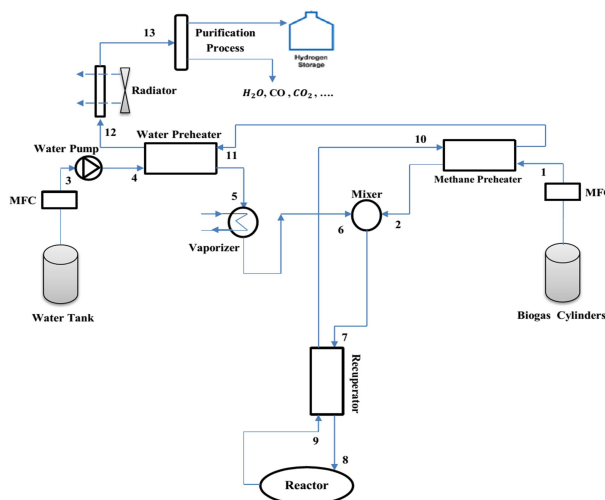 13
Purification
Process
Hydrogen
Storage
Radiator
H₂O, CO , CO₂ , ....
12
Water Preheater
10
Water Pump
11
3
4
Methane Preheater
1
MFC
5
Mixer
MFC
6
2
Vaporizer
Water Tank
Biogas Cylinders
7
Recuperator
9
8
Reactor